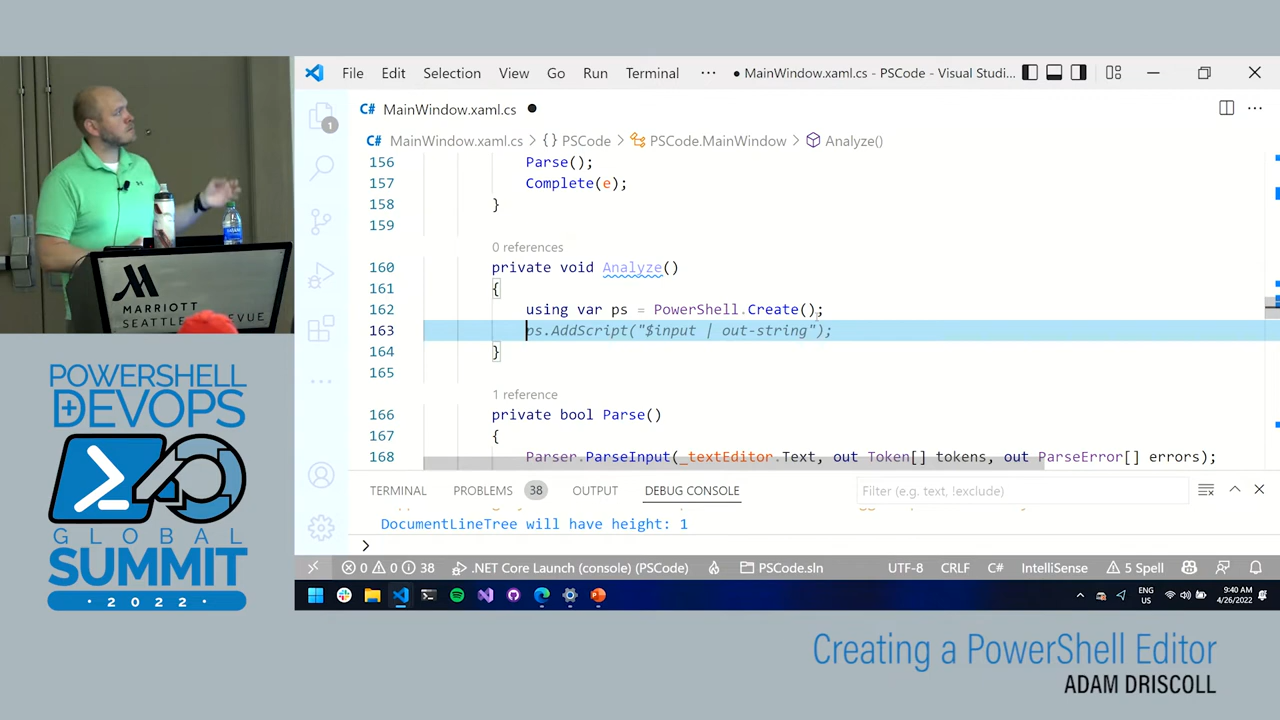 File Edit Selection View Go Run Terminal ··· ● MainWindow.xaml.cs - PSCode - Visual Studi...
C# MainWindow.xaml.cs ●
C# MainWindow.xaml.cs > {} PSCode > PSCode.MainWindow > Analyze()
156 Parse();
157 Complete(e);
158 }
159
0 references
160 private void Analyze()
161 {
162 using var ps = PowerShell.Create();
163 ps.AddScript("$input | out-string");
164 }
165
1 reference
166 private bool Parse()
167 {
168 Parser.ParseInput(_textEditor.Text, out Token[] tokens, out ParseError[] errors);
TERMINAL PROBLEMS 38 OUTPUT DEBUG CONSOLE Filter (e.g. text, !exclude)
DocumentLineTree will have height: 1
>
0 0 38 .NET Core Launch (console) (PSCode) PSCode.sln UTF-8 CRLF C# IntelliSense 5 Spell
ENG
US
9:40 AM
4/26/2022
1
MARRIOTT
POWERSHELL
+DEVOPS
GLOBAL
SUMMIT
· 2022 ·
Creating a PowerShell Editor
ADAM DRISCOLL